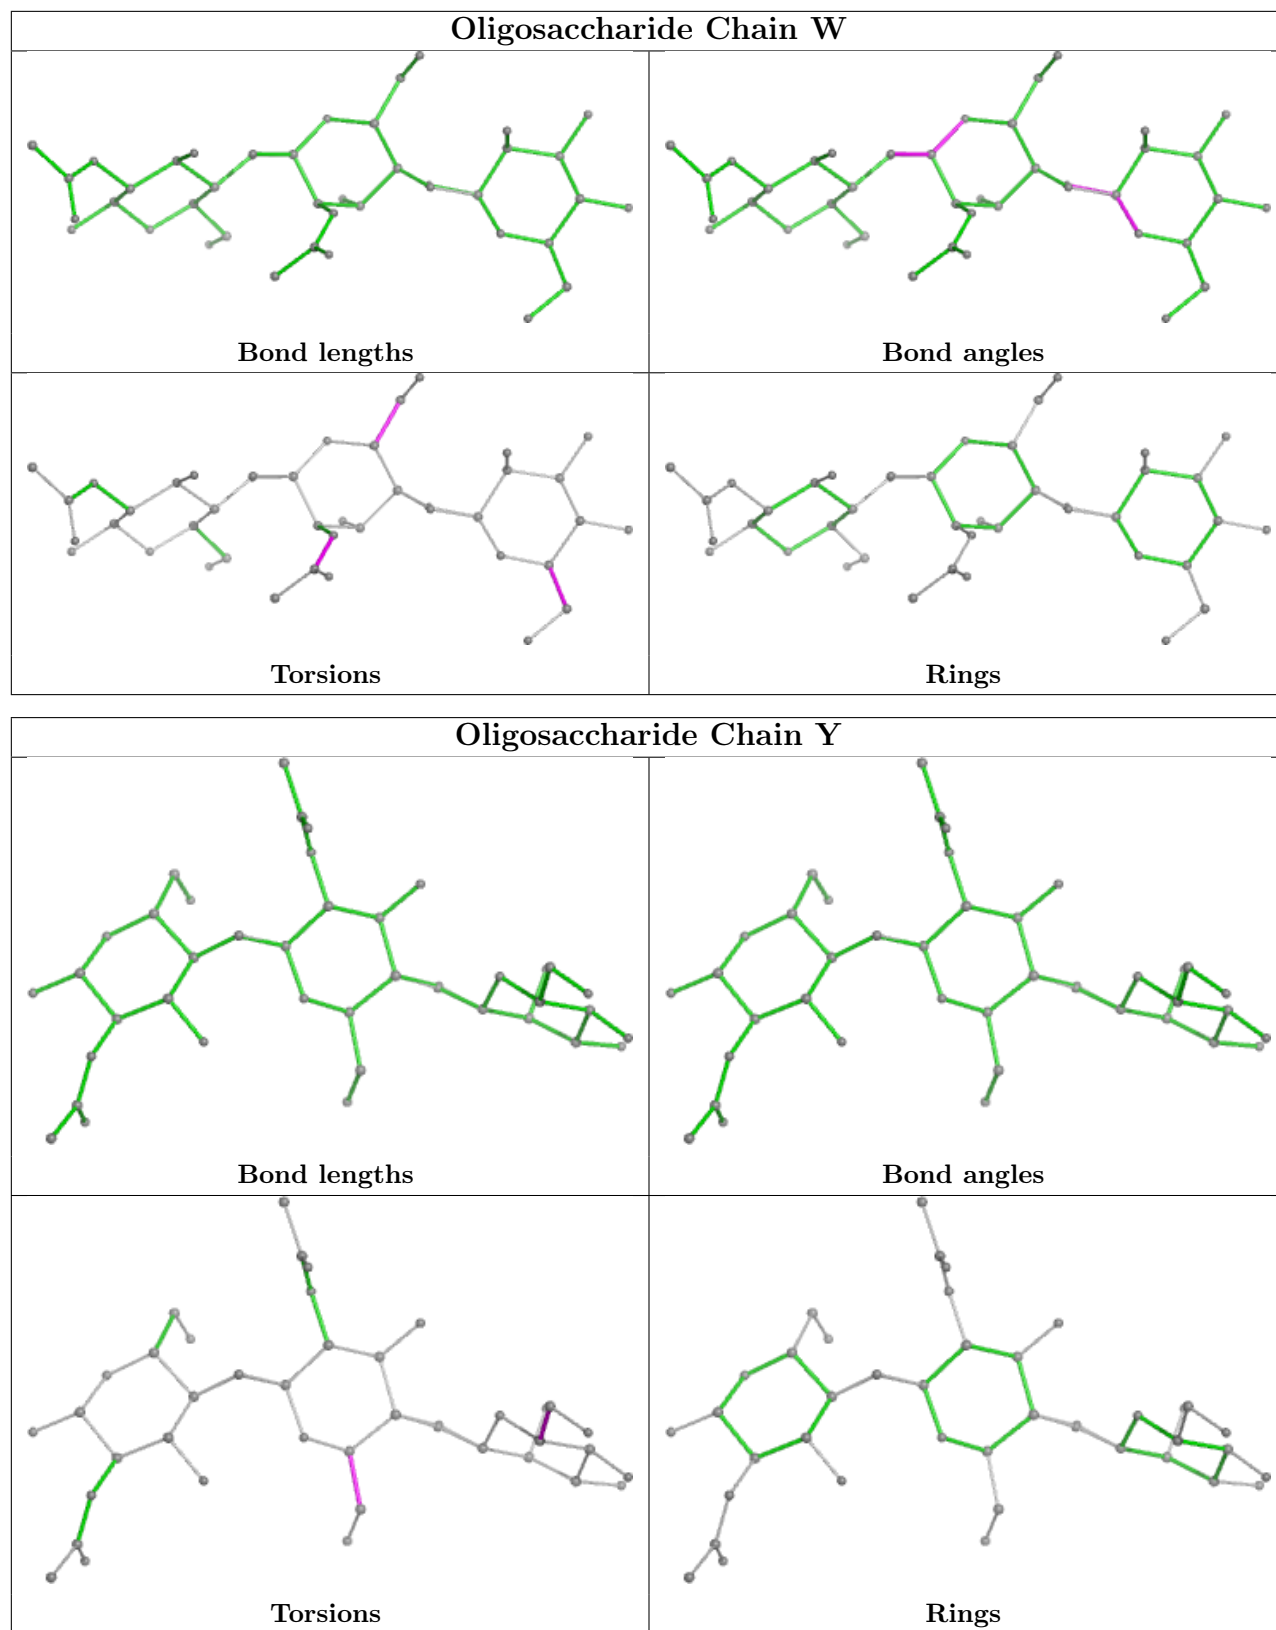 Oligosaccharide Chain W
Bond lengths
Bond angles
Torsions
Rings
Oligosaccharide Chain Y
Bond lengths
Bond angles
Torsions
Rings